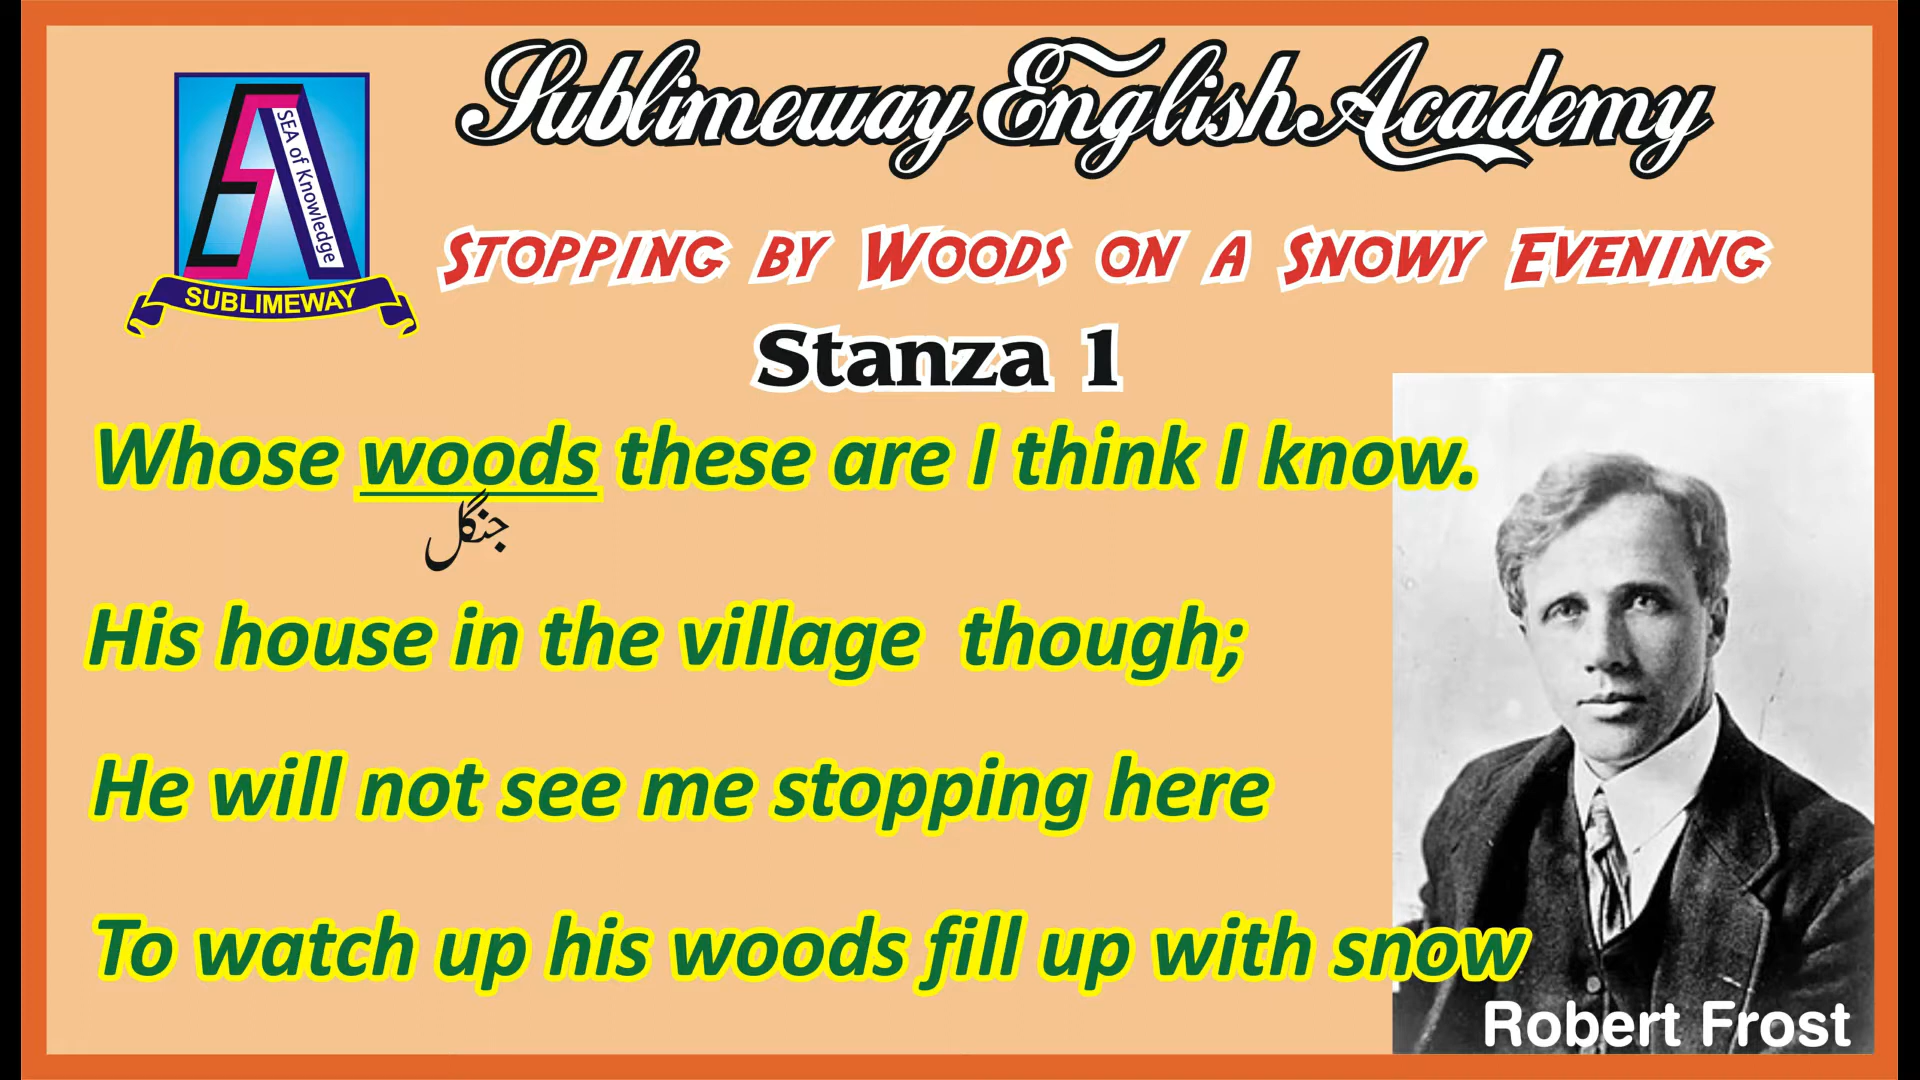 Sublimeway English Academy
SEA of Knowledge
SUBLIMEWAY
Stopping by Woods on a Snowy Evening
Stanza 1
Whose woods these are I think I know.
جنگل
His house in the village though;
He will not see me stopping here
To watch up his woods fill up with snow
Robert Frost